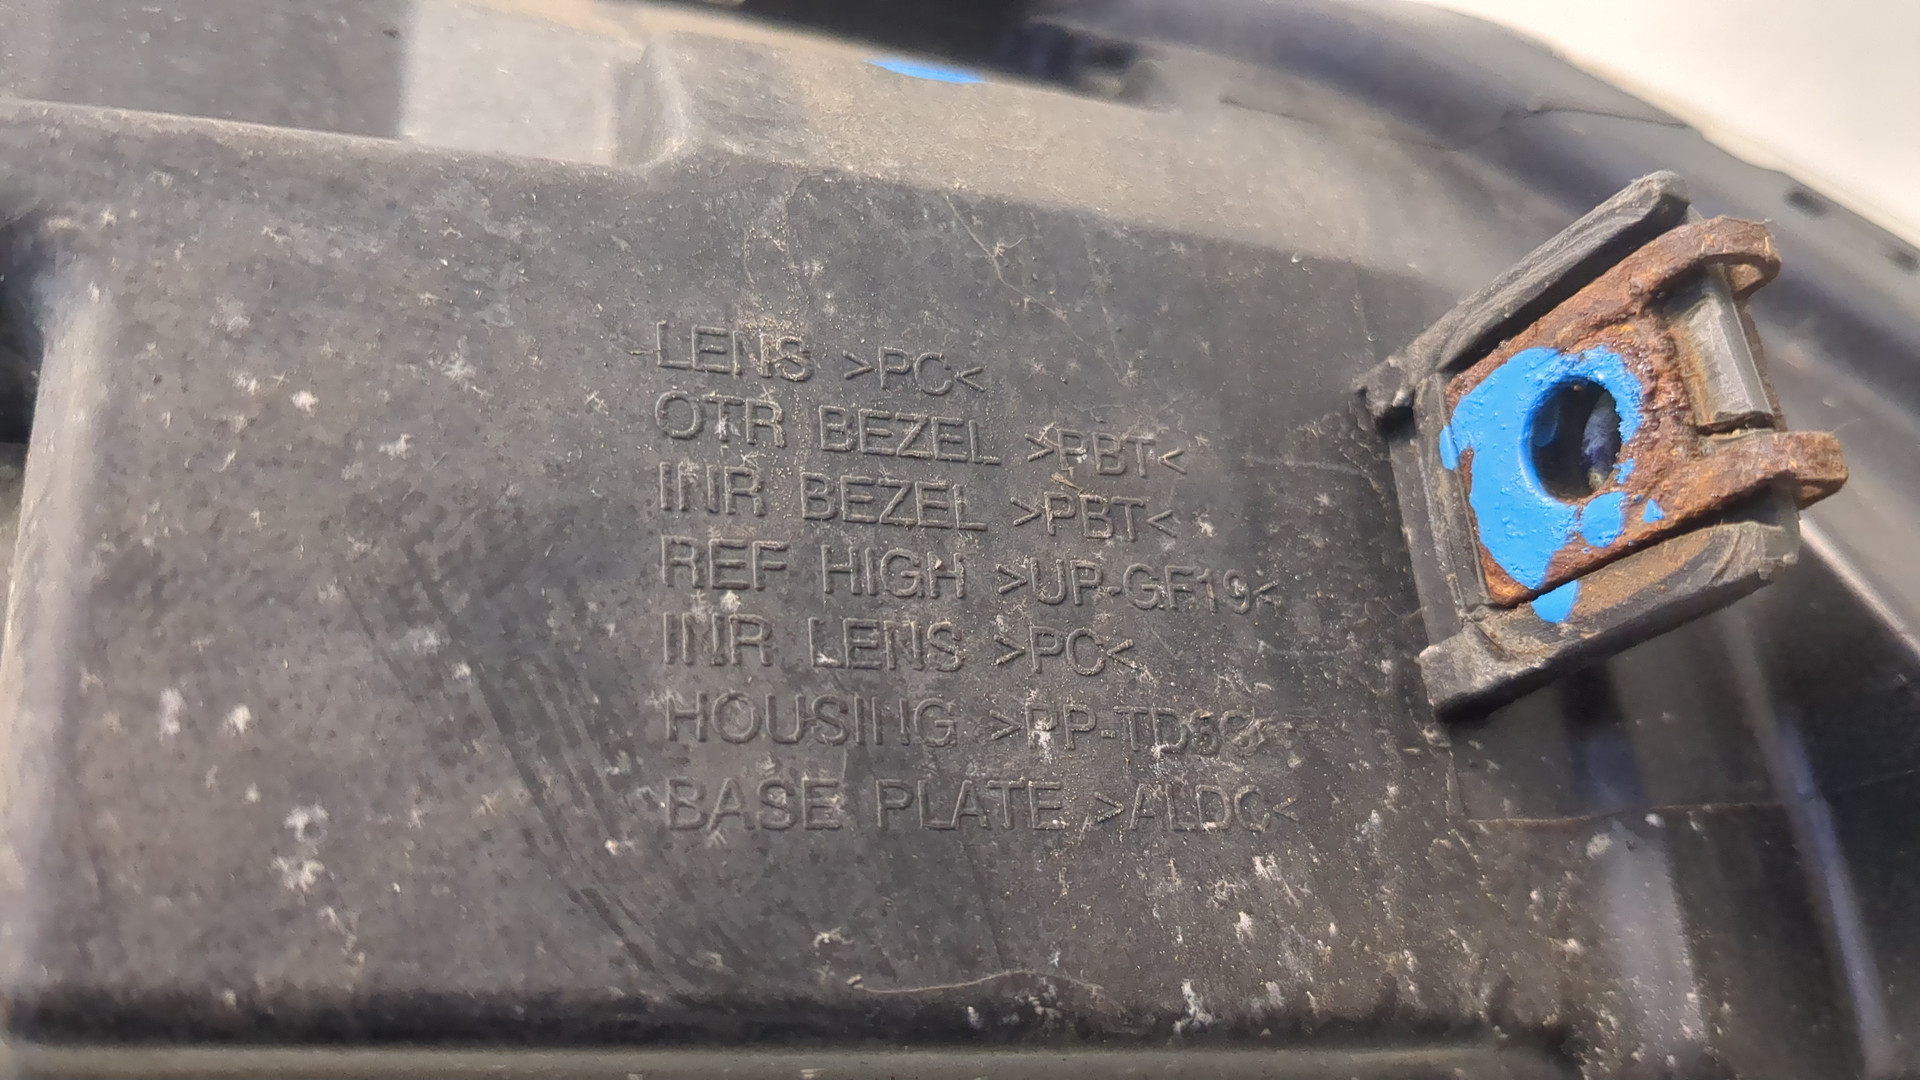 LENS >PC<
OTR BEZEL >PBT<
INR BEZEL >PBT<
REF HIGH >UP-GF19<
INR LENS >PC<
HOUSING
BASE PLATE >ALDC<